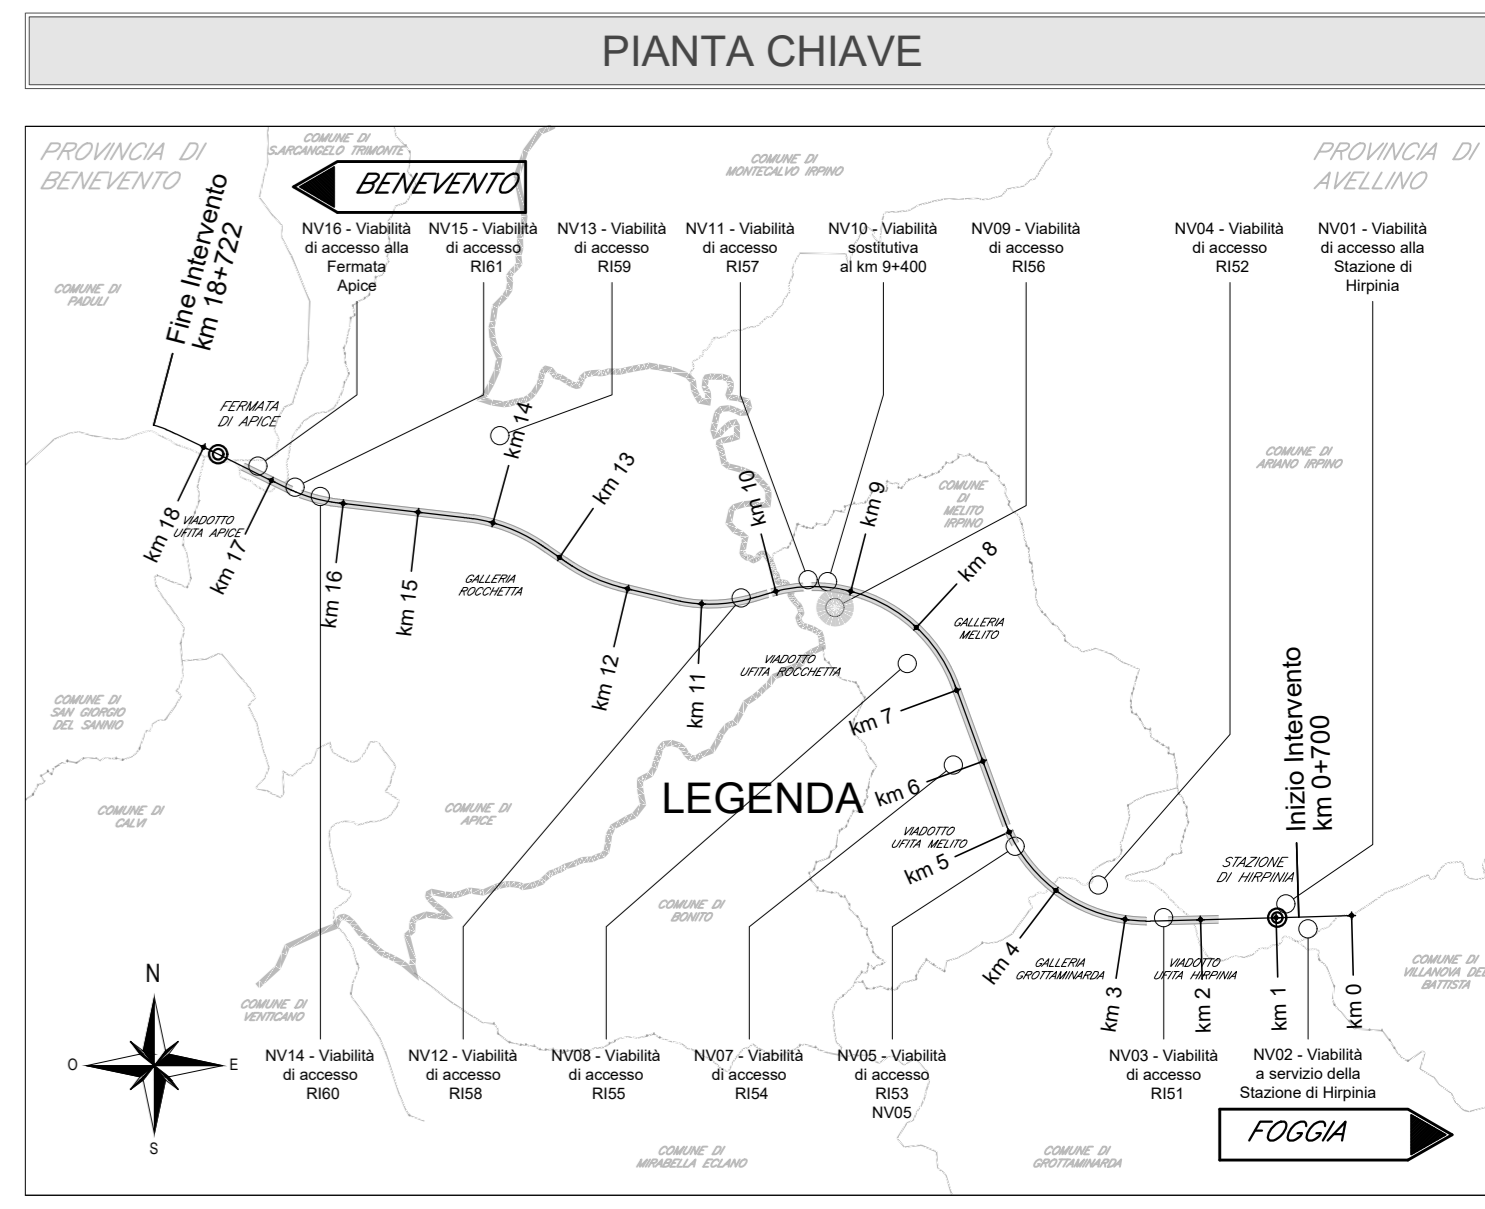 PIANTA CHIAVE
PROVINCIA DI
BENEVENTO
COMUNE DI
S.ARCANGELO TRIMONTE
COMUNE DI
MONTECALVO IRPINO
PROVINCIA DI
AVELLINO
BENEVENTO
Fine Intervento
km 18+722
NV16 - Viabilità
di accesso alla
Fermata
Apice
NV15 - Viabilità
di accesso
RI61
NV13 - Viabilità
di accesso
RI59
NV11 - Viabilità
di accesso
RI57
NV10 - Viabilità
sostitutiva
al km 9+400
NV09 - Viabilità
di accesso
RI56
NV04 - Viabilità
di accesso
RI52
NV01 - Viabilità
di accesso alla
Stazione di
Hirpinia
COMUNE DI
PADULI
FERMATA
DI APICE
COMUNE DI
ARIANO IRPINO
COMUNE
DI
MELITO
IRPINO
VIADOTTO
UFITA APICE
km 18
km 17
km 16
km 15
km 14
km 13
km 12
km 11
km 10
km 9
km 8
km 7
km 6
km 5
km 4
km 3
km 2
km 1
km 0
GALLERIA
ROCCHETTA
GALLERIA
MELITO
VIADOTTO
UFITA ROCCHETTA
COMUNE DI
SAN GIORGIO
DEL SANNIO
Inizio Intervento
km 0+700
LEGENDA
COMUNE DI
CALVI
COMUNE DI
APICE
VIADOTTO
UFITA MELITO
STAZIONE
DI HIRPINIA
COMUNE DI
BONITO
GALLERIA
GROTTAMINARDA
VIADOTTO
UFITA HIRPINIA
COMUNE DI
VILLANOVA DEL
BATTISTA
COMUNE DI
VENTICANO
N
O
E
S
NV14 - Viabilità
di accesso
RI60
NV12 - Viabilità
di accesso
RI58
NV08 - Viabilità
di accesso
RI55
NV07 - Viabilità
di accesso
RI54
NV05 - Viabilità
di accesso
RI53
NV05
NV03 - Viabilità
di accesso
RI51
NV02 - Viabilità
a servizio della
Stazione di Hirpinia
FOGGIA
COMUNE DI
MIRABELLA ECLANO
COMUNE DI
GROTTAMINARDA